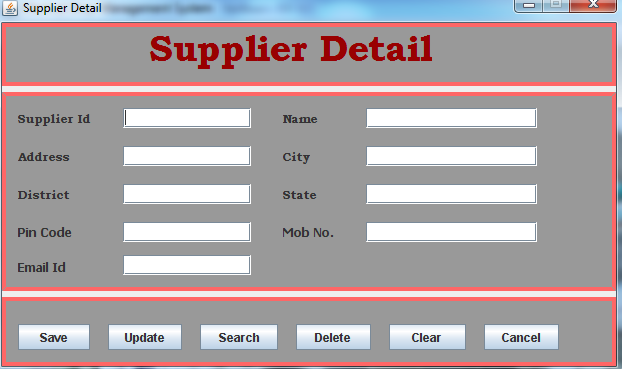 Supplier Detail
Supplier Detail
Supplier Id Name
Address City
District State
Pin Code Mob No.
Email Id
Save Update Search Delete Clear Cancel